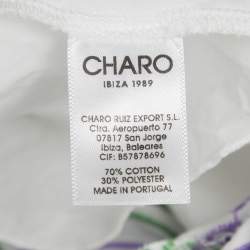 CHARO
IBIZA 1989
CHARO RUIZ EXPORT S.L.
Ctra. Aeropuerto 77
07817 San Jorge
Ibiza, Baleares
CIF: B57878696
70% COTTON
30% POLYESTER
MADE IN PORTUGAL